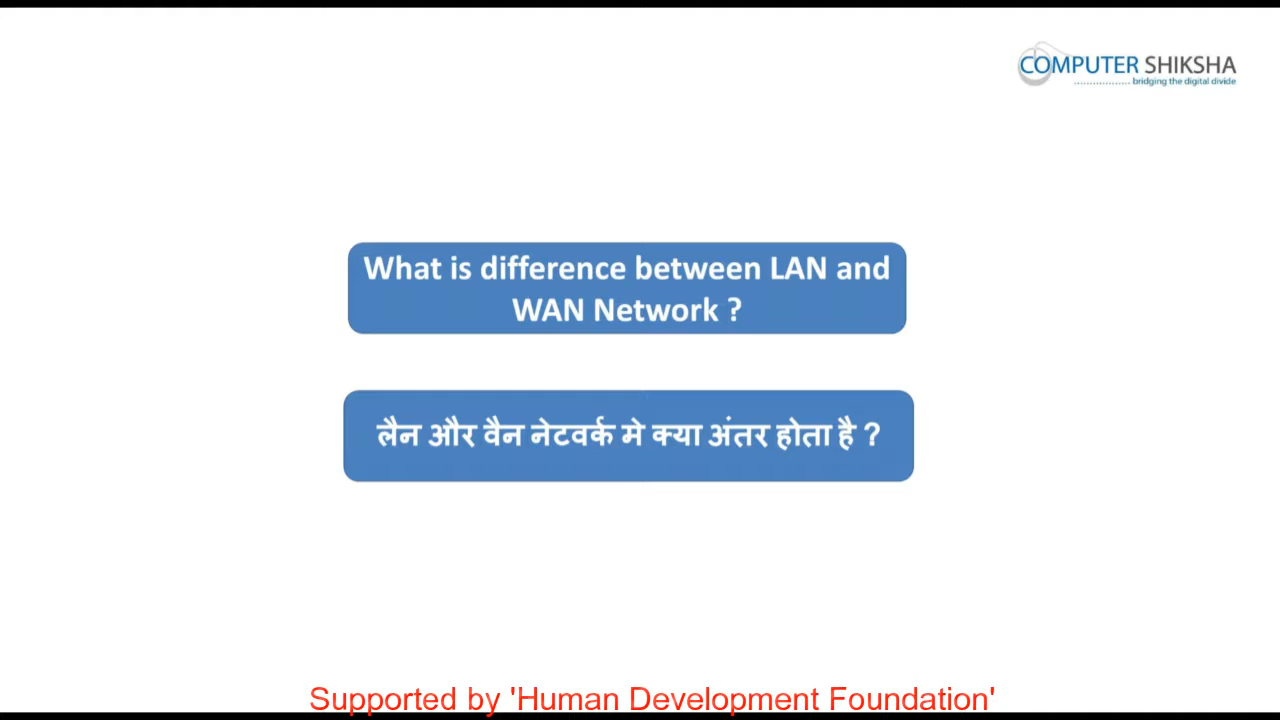 COMPUTER SHIKSHA
bridging the digital divide
What is difference between LAN and
WAN Network ?
लैन और वैन नेटवर्क मे क्या अंतर होता है ?
Supported by 'Human Development Foundation'